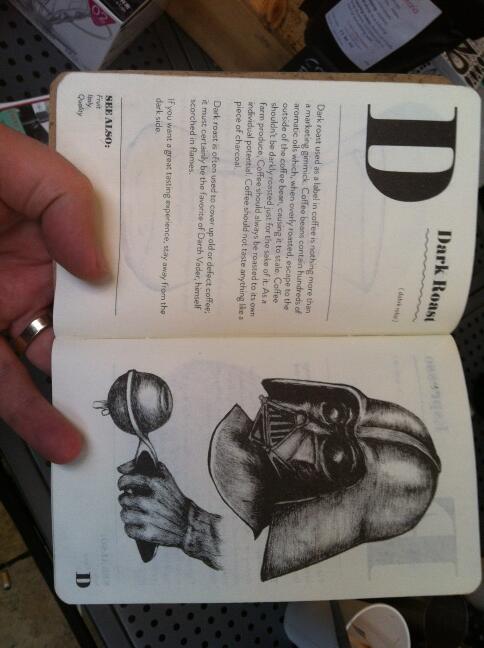 D
Dark Roast
Dark roast used as a label in coffee is nothing more than
a marketing gimmick. Coffee beans contain hundreds of
aromatic oils which, when overly roasted, escape to the
outside of the coffee bean, causing it to stale. Coffee
shouldn't be darkly roasted just for the sake of it. As a
farm produce, Coffee should always be roasted to its own
individual potential. Coffee should not taste anything like a
piece of charcoal.
Dark roast is often used to cover up old or defect coffee;
it must certainly be the favorite of Darth Vader, himself
scorched in flames.
If you want a great tasting experience, stay away from the
dark side.
SEE ALSO:
Fruit
Italy
Quality
D